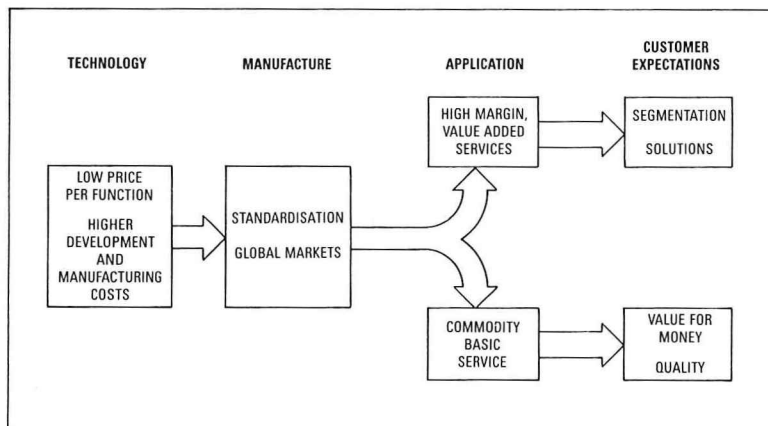 TECHNOLOGY
MANUFACTURE
APPLICATION
CUSTOMER
EXPECTATIONS
LOW PRICE
PER FUNCTION
HIGHER
DEVELOPMENT
AND
MANUFACTURING
COSTS
STANDARDISATION
GLOBAL MARKETS
HIGH MARGIN,
VALUE ADDED
SERVICES
SEGMENTATION
SOLUTIONS
COMMODITY
BASIC
SERVICE
VALUE FOR
MONEY
QUALITY